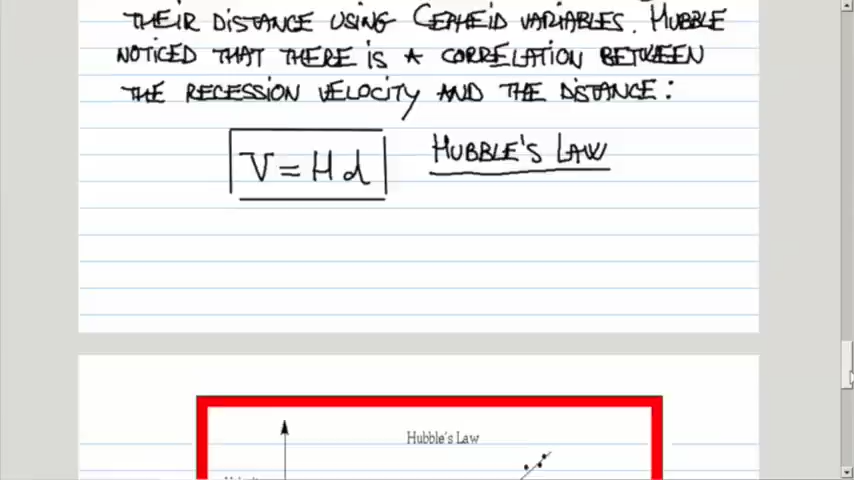 THEIR DISTANCE USING CEPHEID VARIABLES. HUBBLE
NOTICED THAT THERE IS A CORRELATION BETWEEN
THE RECESSION VELOCITY AND THE DISTANCE:
V = H d HUBBLE'S LAW
Hubble's Law